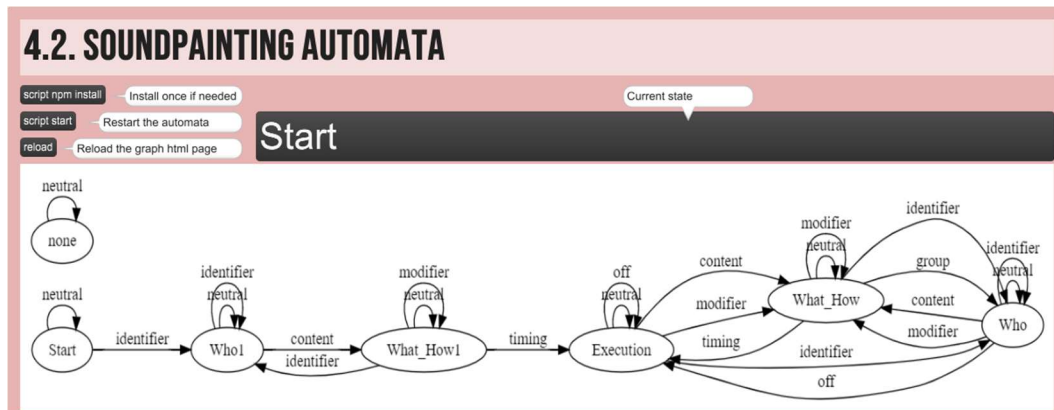 4.2. SOUNDPAINTING AUTOMATA
script npm install
Install once if needed
Current state
script start
Restart the automata
Start
reload
Reload the graph html page
neutral
none
neutral
Start
identifier
identifier
neutral
Who1
content
identifier
modifier
neutral
What_How1
timing
off
neutral
Execution
content
modifier
timing
modifier
neutral
What_How
identifier
group
content
modifier
identifier
off
identifier
neutral
Who